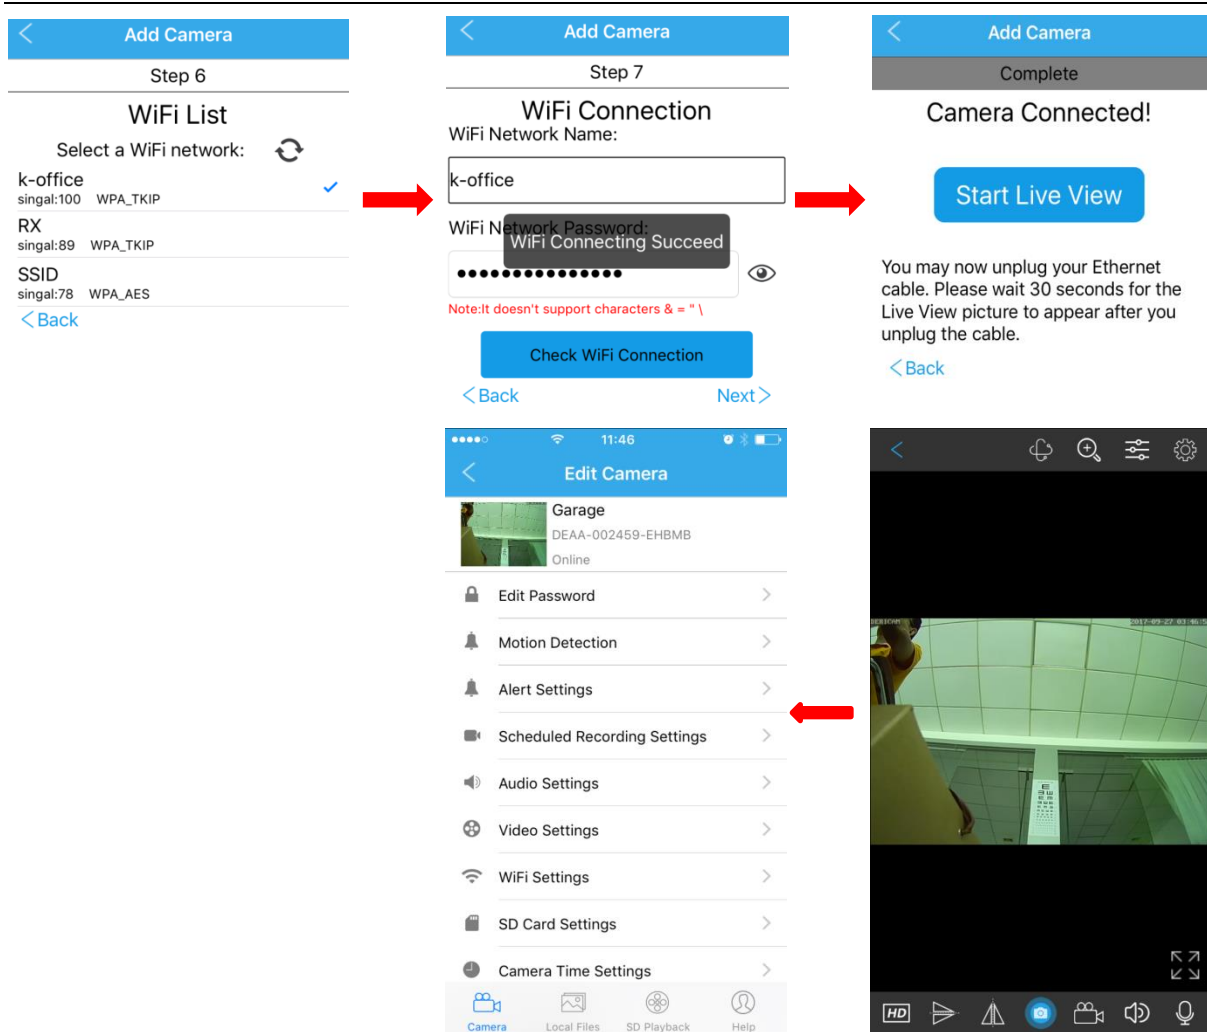 Add Camera
Step 6
WiFi List
Select a WiFi network:
k-office
singal:100 WPA_TKIP
RX
singal:89 WPA_TKIP
SSID
singal:78 WPA_AES
Back
Add Camera
Step 7
WiFi Connection
WiFi Network Name:
k-office
WiFi Network Password:
WiFi Connecting Succeed
Note:It doesn't support characters & = " \
Check WiFi Connection
Back Next
Add Camera
Complete
Camera Connected!
Start Live View
You may now unplug your Ethernet
cable. Please wait 30 seconds for the
Live View picture to appear after you
unplug the cable.
Back
11:46
Edit Camera
Garage
DEAA-002459-EHBMB
Online
Edit Password
Motion Detection
Alert Settings
Scheduled Recording Settings
Audio Settings
Video Settings
WiFi Settings
SD Card Settings
Camera Time Settings
Camera Local Files SD Playback Help
2017-09-27 03:46:5
HD